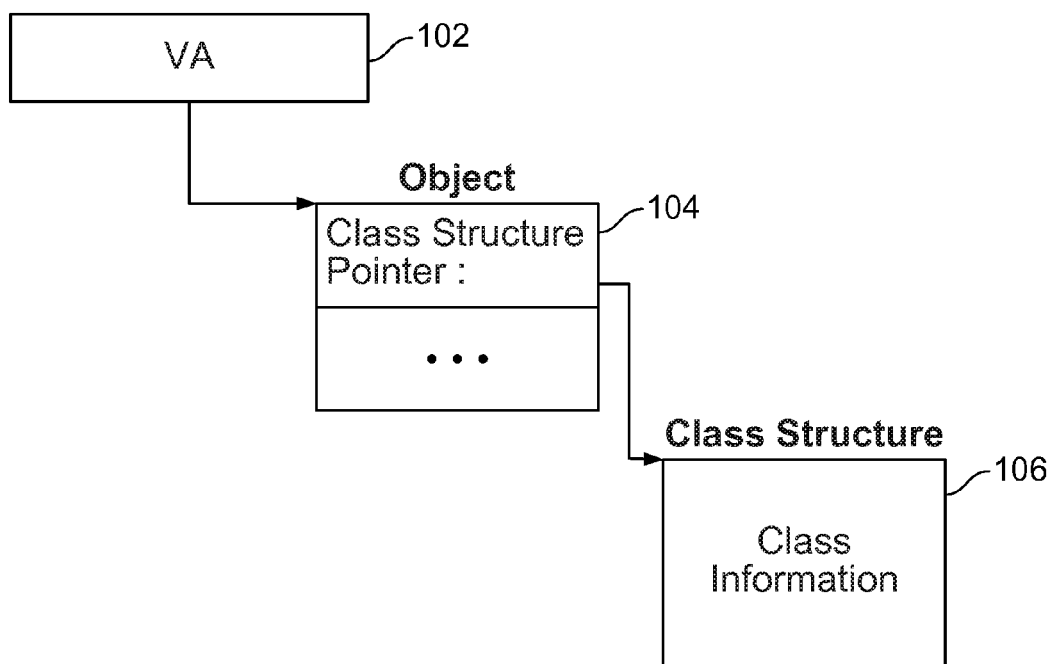 VA
102
Object
104
Class Structure
Pointer :
• • •
Class Structure
106
Class
Information